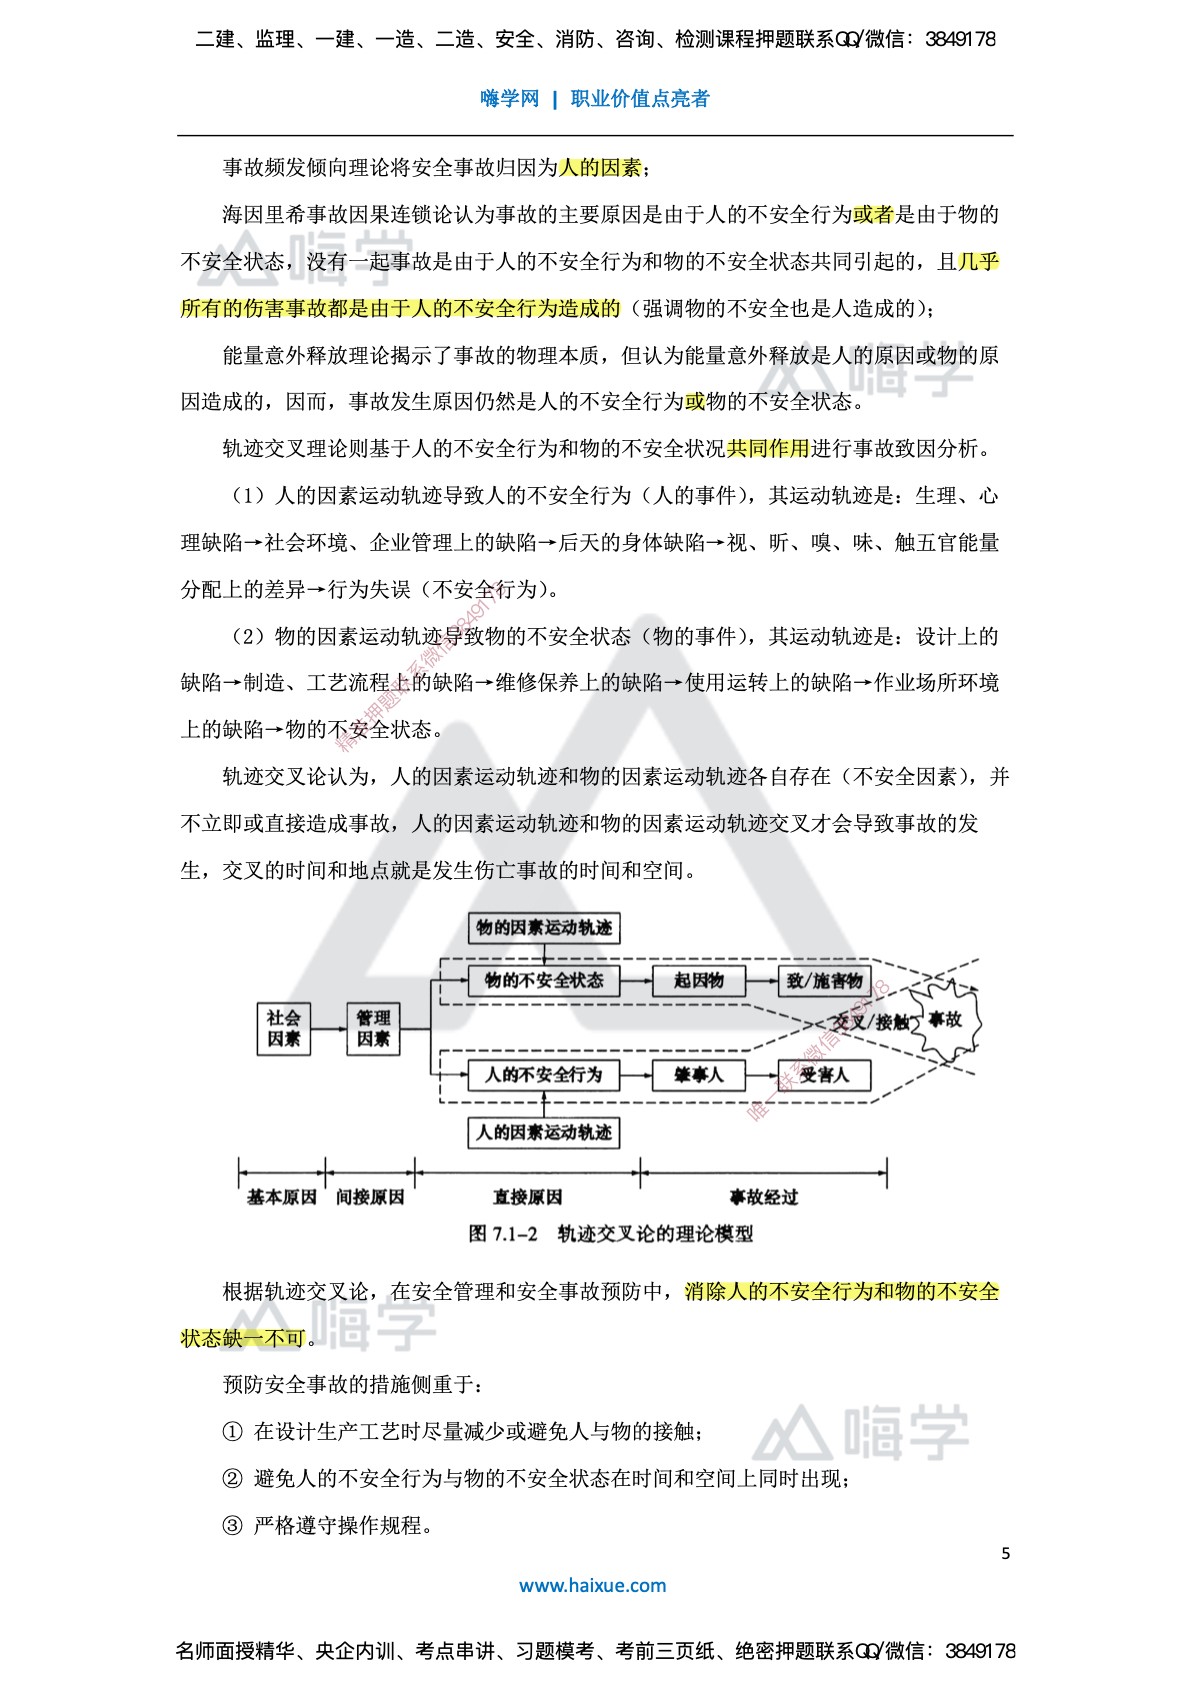 二建、监理、一建、一造、二造、安全、消防、咨询、检测课程押题联系QQ/微信：3849178
嗨学网 | 职业价值点亮者
事故频发倾向理论将安全事故归因为人的因素；
海因里希事故因果连锁论认为事故的主要原因是由于人的不安全行为或者是由于物的
不安全状态，没有一起事故是由于人的不安全行为和物的不安全状态共同引起的，且几乎
所有的伤害事故都是由于人的不安全行为造成的（强调物的不安全也是人造成的）；
能量意外释放理论揭示了事故的物理本质，但认为能量意外释放是人的原因或物的原
因造成的，因而，事故发生原因仍然是人的不安全行为或物的不安全状态。
轨迹交叉理论则基于人的不安全行为和物的不安全状况共同作用进行事故致因分析。
（1）人的因素运动轨迹导致人的不安全行为（人的事件），其运动轨迹是：生理、心
理缺陷→社会环境、企业管理上的缺陷→后天的身体缺陷→视、昕、嗅、味、触五官能量
分配上的差异→行为失误（不安全行为）。
（2）物的因素运动轨迹导致物的不安全状态（物的事件），其运动轨迹是：设计上的
缺陷→制造、工艺流程上的缺陷→维修保养上的缺陷→使用运转上的缺陷→作业场所环境
上的缺陷→物的不安全状态。
轨迹交叉论认为，人的因素运动轨迹和物的因素运动轨迹各自存在（不安全因素），并
不立即或直接造成事故，人的因素运动轨迹和物的因素运动轨迹交叉才会导致事故的发
生，交叉的时间和地点就是发生伤亡事故的时间和空间。
物的因素运动轨迹
物的不安全状态 起因物 致/施害物
社会
因素
管理
因素
交叉/接触 事故
人的不安全行为 肇事人 受害人
人的因素运动轨迹
基本原因 间接原因 直接原因 事故经过
图 7.1-2 轨迹交叉论的理论模型
根据轨迹交叉论，在安全管理和安全事故预防中，消除人的不安全行为和物的不安全
状态缺一不可。
预防安全事故的措施侧重于：
① 在设计生产工艺时尽量减少或避免人与物的接触；
② 避免人的不安全行为与物的不安全状态在时间和空间上同时出现；
③ 严格遵守操作规程。
5
www.haixue.com
名师面授精华、央企内训、考点串讲、习题模考、考前三页纸、绝密押题联系QQ/微信：3849178
嗨学
嗨学
嗨学
嗨学